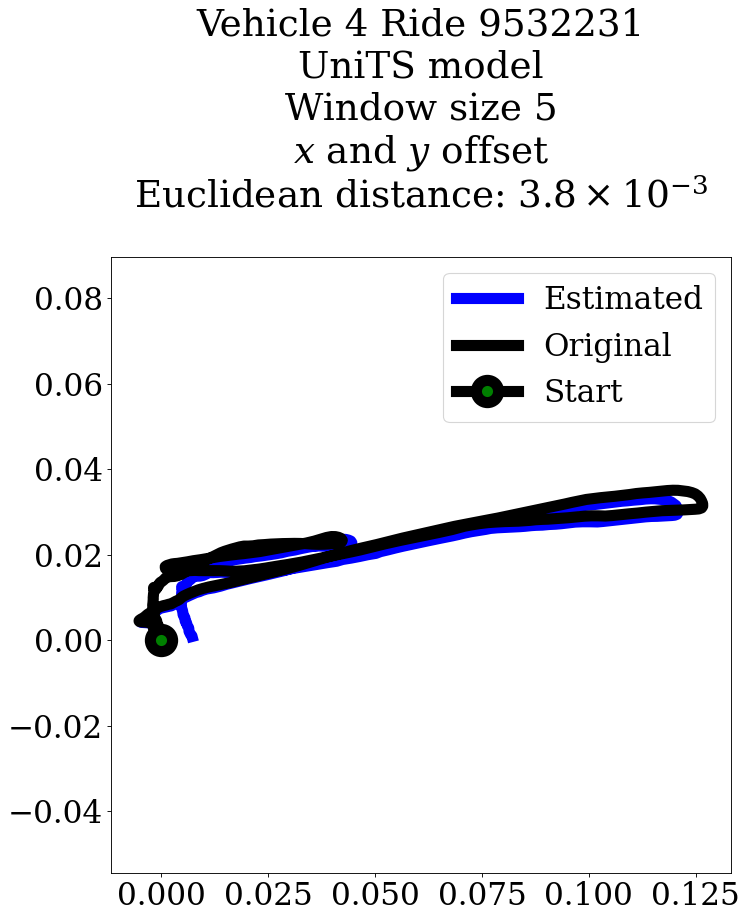 Vehicle 4 Ride 9532231
UniTS model
Window size 5
x and y offset
Euclidean distance: 3.8 × 10⁻³
Estimated
Original
Start
0.08
0.06
0.04
0.02
0.00
−0.02
−0.04
0.000 0.025 0.050 0.075 0.100 0.125